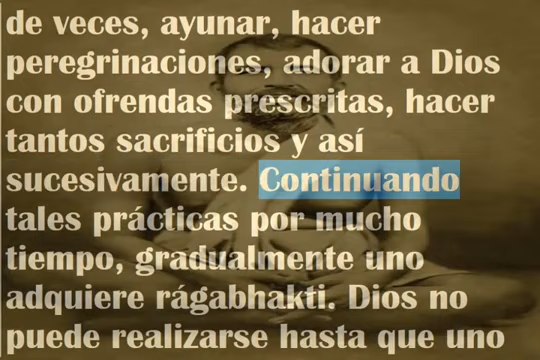 de veces, ayunar, hacer
peregrinaciones, adorar a Dios
con ofrendas prescritas, hacer
tantos sacrificios y así
sucesivamente. Continuando
tales prácticas por mucho
tiempo, gradualmente uno
adquiere rágabhakti. Dios no
puede realizarse hasta que uno